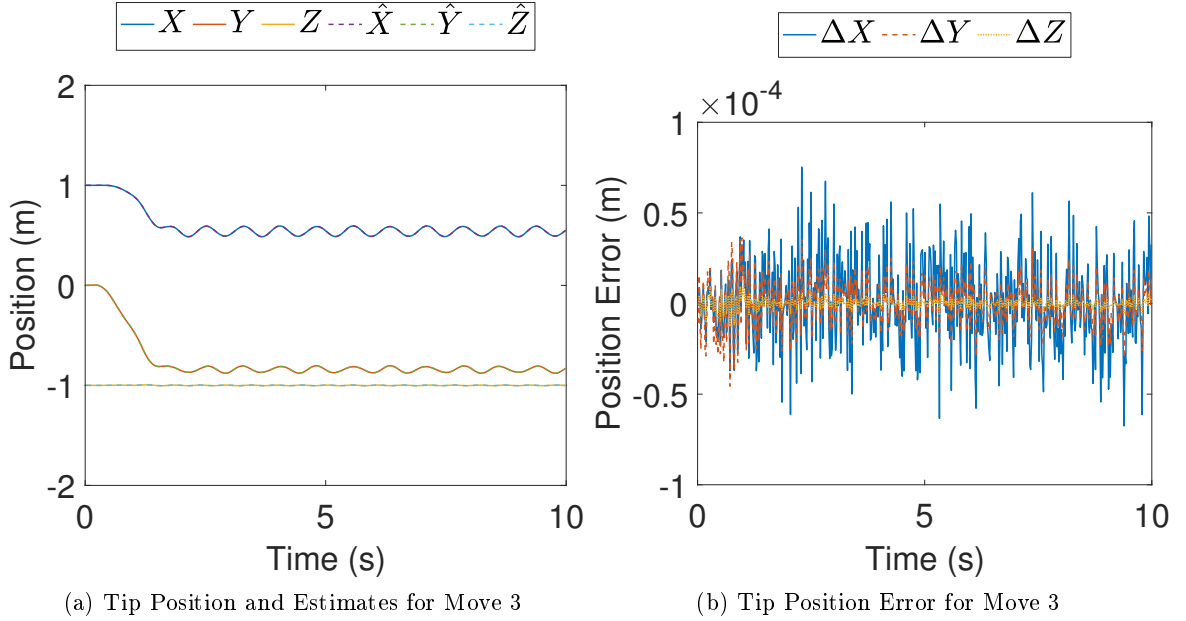 X Y Z X̂ Ŷ Ẑ
2
1
0
-1
-2
Position (m)
0 5 10
Time (s)
(a) Tip Position and Estimates for Move 3
ΔX ΔY ΔZ
×10⁻⁴
1
0.5
0
-0.5
-1
Position Error (m)
0 5 10
Time (s)
(b) Tip Position Error for Move 3